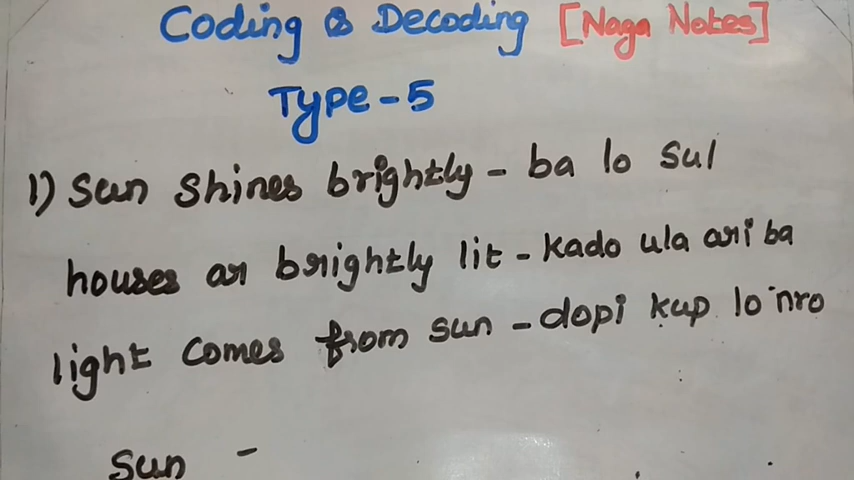 Coding & Decoding [Naga Notes]
Type-5
1) Sun Shines brightly - ba lo sul
houses ar brightly lit - kado ula ari ba
light comes from sun - dopi kup lo nro
Sun -